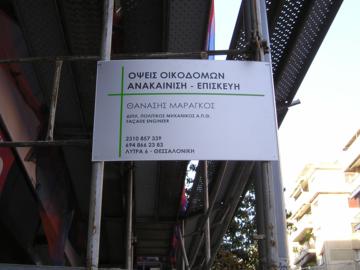 ΟΨΕΙΣ ΟΙΚΟΔΟΜΩΝ
ΑΝΑΚΑΙΝΙΣΗ - ΕΠΙΣΚΕΥΗ
ΘΑΝΑΣΗΣ ΜΑΡΑΓΚΟΣ
ΔΙΠΛ. ΠΟΛΙΤΙΚΟΣ ΜΗΧΑΝΙΚΟΣ Α.Π.Θ.
FAÇADE ENGINEER
2310 857 339
694 866 23 83
ΛΥΤΡΑ 6 - ΘΕΣΣΑΛΟΝΙΚΗ